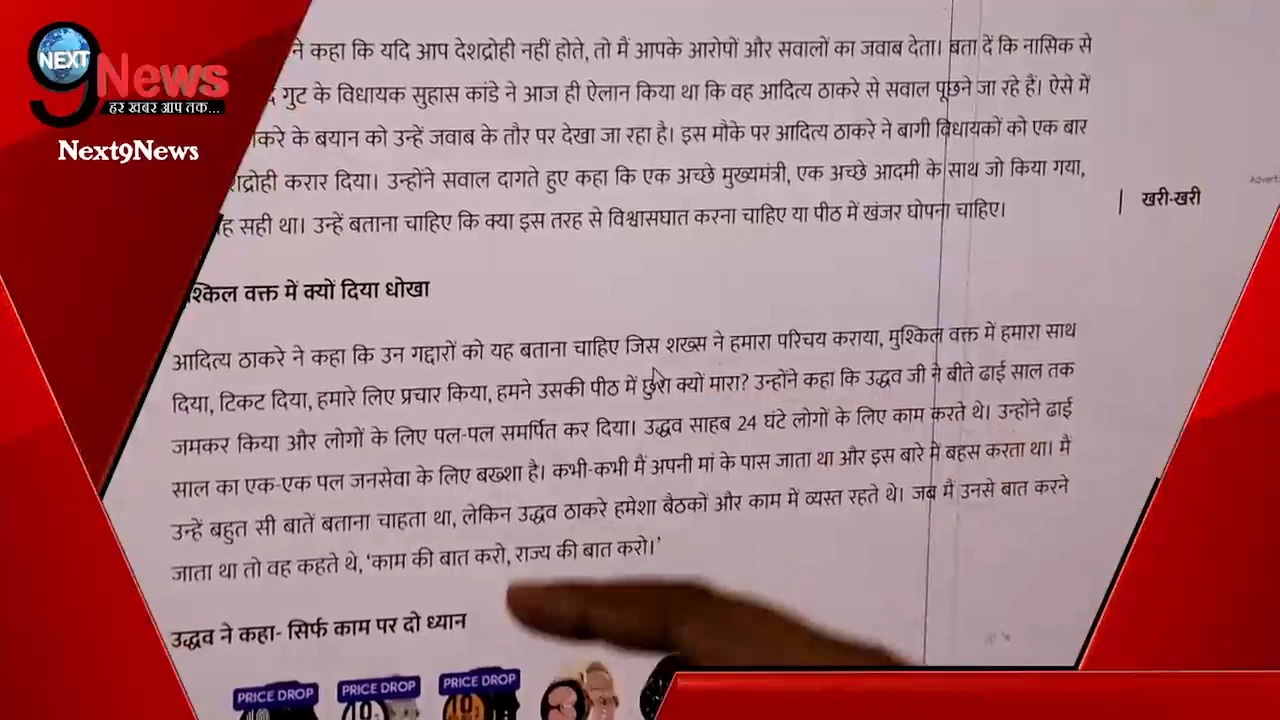 NEXT
9 News
हर खबर आप तक...
Next9News
ने कहा कि यदि आप देशद्रोही नहीं होते, तो मैं आपके आरोपों और सवालों का जवाब देता। बता दें कि नासिक से
गुट के विधायक सुहास कांडे ने आज ही ऐलान किया था कि वह आदित्य ठाकरे से सवाल पूछने जा रहे हैं। ऐसे में
के बयान को उन्हें जवाब के तौर पर देखा जा रहा है। इस मौके पर आदित्य ठाकरे ने बागी विधायकों को एक बार
करार दिया। उन्होंने सवाल दागते हुए कहा कि एक अच्छे मुख्यमंत्री, एक अच्छे आदमी के साथ जो किया गया,
सही था। उन्हें बताना चाहिए कि क्या इस तरह से विश्वासघात करना चाहिए या पीठ में खंजर घोपना चाहिए।
खरी-खरी
वक्त में क्यों दिया धोखा
आदित्य ठाकरे ने कहा कि उन गद्दारों को यह बताना चाहिए जिस शख्स ने हमारा परिचय कराया, मुश्किल वक्त में हमारा साथ
दिया, टिकट दिया, हमारे लिए प्रचार किया, हमने उसकी पीठ में छुरा क्यों मारा? उन्होंने कहा कि उद्धव जी ने बीते ढाई साल तक
जमकर किया और लोगों के लिए पल-पल समर्पित कर दिया। उद्धव साहब 24 घंटे लोगों के लिए काम करते थे। उन्होंने ढाई
साल का एक-एक पल जनसेवा के लिए बख्शा है। कभी-कभी मैं अपनी मां के पास जाता था और इस बारे में बहस करता था। मैं
उन्हें बहुत सी बातें बताना चाहता था, लेकिन उद्धव ठाकरे हमेशा बैठकों और काम में व्यस्त रहते थे। जब मैं उनसे बात करने
जाता था तो वह कहते थे, ‘काम की बात करो, राज्य की बात करो।’
उद्धव ने कहा- सिर्फ काम पर दो ध्यान
PRICE DROP PRICE DROP PRICE DROP